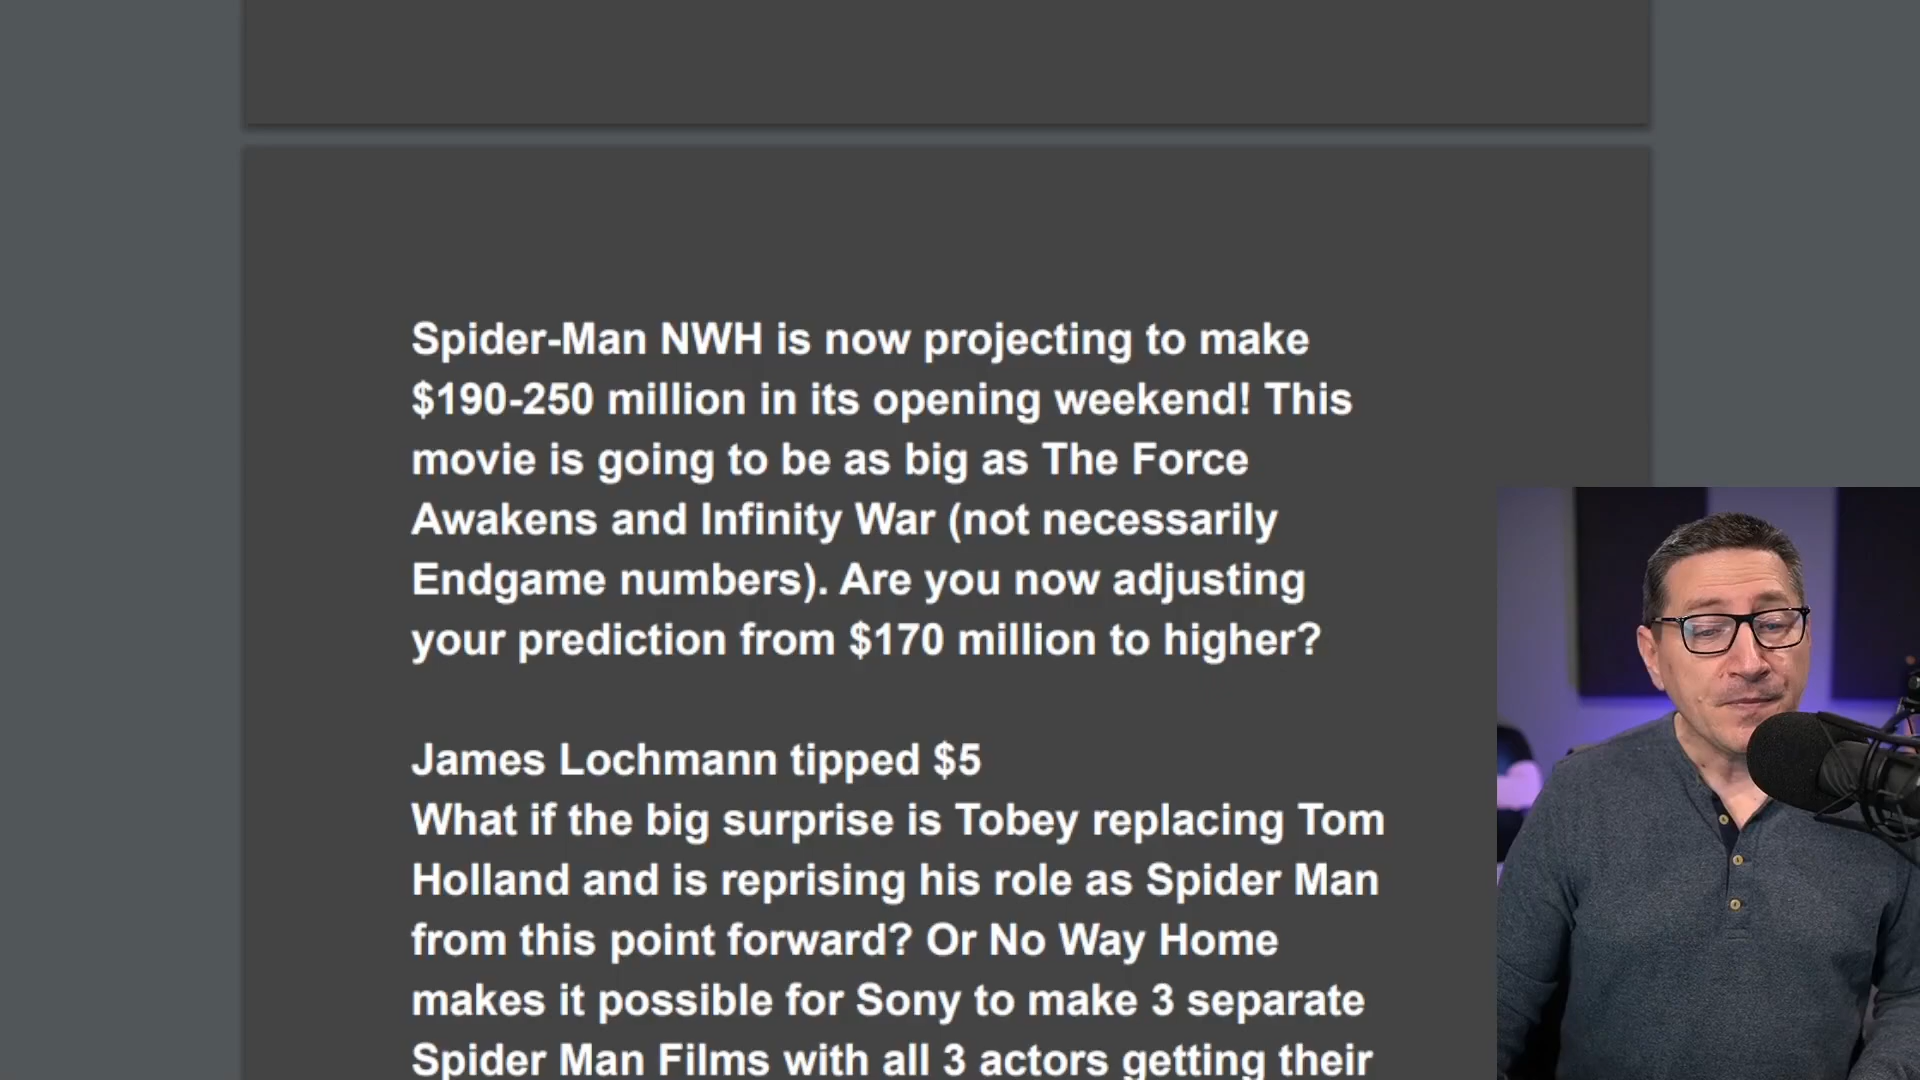 Spider-Man NWH is now projecting to make
$190-250 million in its opening weekend! This
movie is going to be as big as The Force
Awakens and Infinity War (not necessarily
Endgame numbers). Are you now adjusting
your prediction from $170 million to higher?
James Lochmann tipped $5
What if the big surprise is Tobey replacing Tom
Holland and is reprising his role as Spider Man
from this point forward? Or No Way Home
makes it possible for Sony to make 3 separate
Spider Man Films with all 3 actors getting their